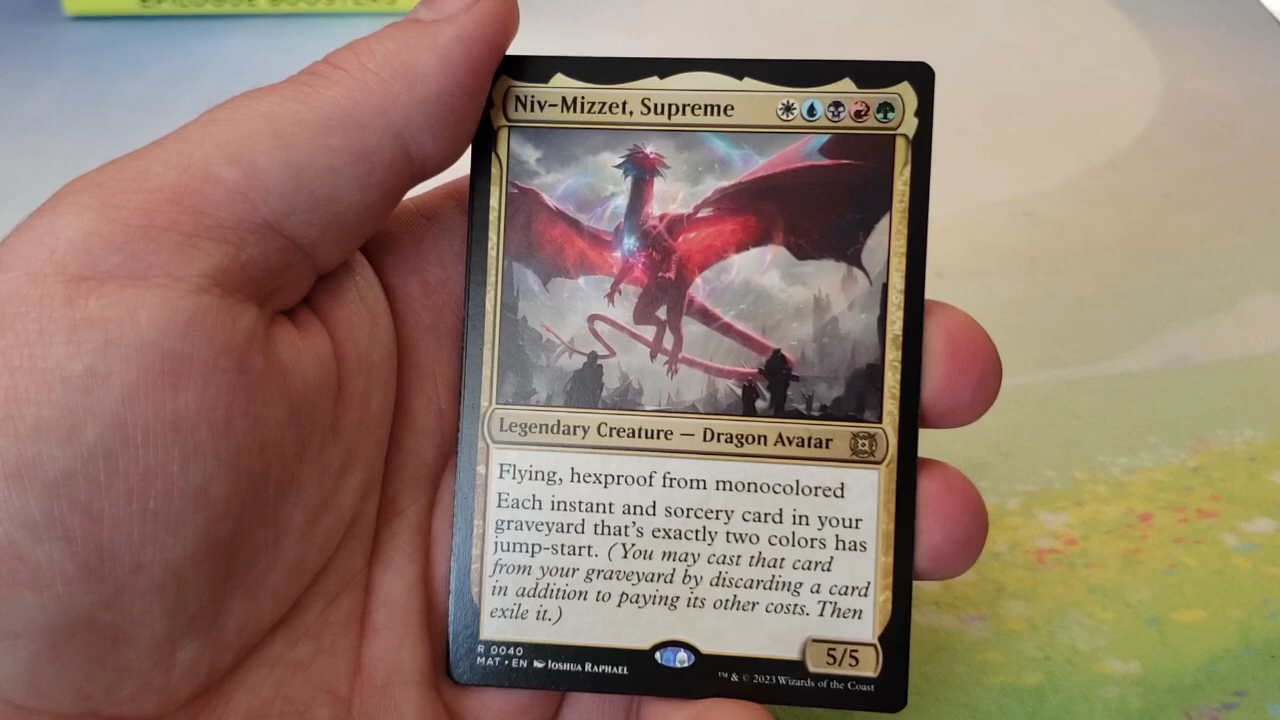 EPILOGUE BOOSTERS
Niv-Mizzet, Supreme
Legendary Creature — Dragon Avatar
Flying, hexproof from monocolored
Each instant and sorcery card in your
graveyard that's exactly two colors has
jump-start. (You may cast that card
from your graveyard by discarding a card
in addition to paying its other costs. Then
exile it.)
5/5
R 0040
MAT • EN Joshua Raphael
™ & © 2023 Wizards of the Coast